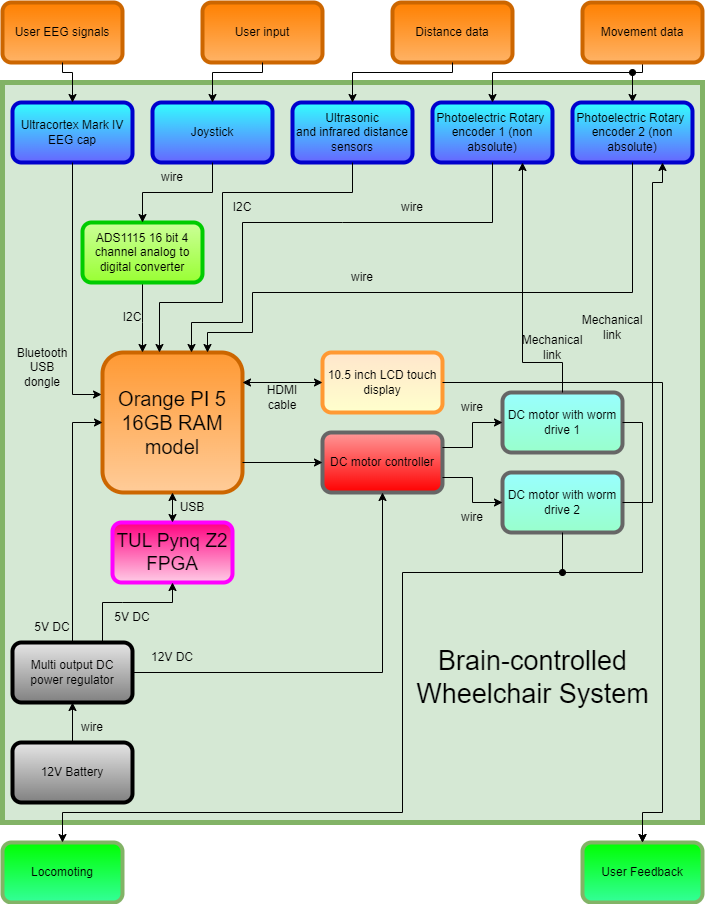 User EEG signals
User input
Distance data
Movement data
Ultracortex Mark IV
EEG cap
Joystick
Ultrasonic
and infrared distance
sensors
Photoelectric Rotary
encoder 1 (non
absolute)
Photoelectric Rotary
encoder 2 (non
absolute)
wire
I2C
wire
ADS1115 16 bit 4
channel analog to
digital converter
wire
I2C
Mechanical
link
Mechanical
link
Bluetooth
USB
dongle
Orange PI 5
16GB RAM
model
HDMI
cable
10.5 inch LCD touch
display
wire
DC motor with worm
drive 1
DC motor controller
wire
DC motor with worm
drive 2
USB
TUL Pynq Z2
FPGA
5V DC
5V DC
12V DC
Multi output DC
power regulator
Brain-controlled
Wheelchair System
wire
12V Battery
Locomoting
User Feedback